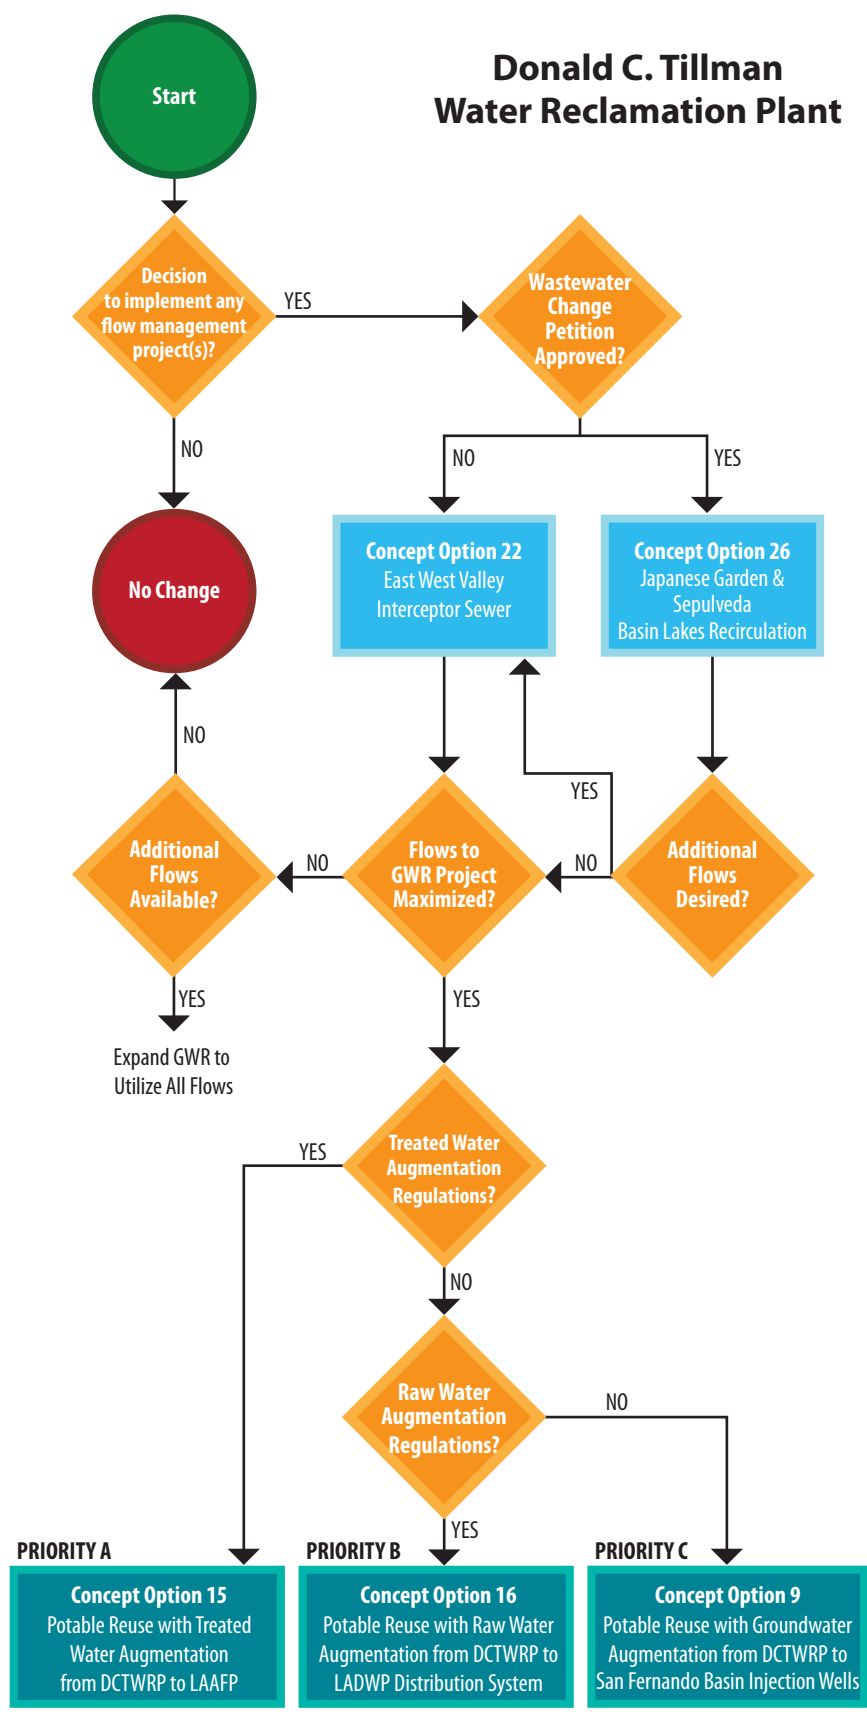 Donald C. Tillman
Water Reclamation Plant
Start
Decision
to implement any
flow management
project(s)?
YES
Wastewater
Change
Petition
Approved?
NO
NO
YES
No Change
Concept Option 22
East West Valley
Interceptor Sewer
Concept Option 26
Japanese Garden &
Sepulveda
Basin Lakes Recirculation
NO
YES
Additional
Flows
Available?
NO
Flows to
GWR Project
Maximized?
NO
Additional
Flows
Desired?
YES
YES
Expand GWR to
Utilize All Flows
YES
Treated Water
Augmentation
Regulations?
NO
Raw Water
Augmentation
Regulations?
NO
YES
PRIORITY A
Concept Option 15
Potable Reuse with Treated
Water Augmentation
from DCTWRP to LAAFP
PRIORITY B
Concept Option 16
Potable Reuse with Raw Water
Augmentation from DCTWRP to
LADWP Distribution System
PRIORITY C
Concept Option 9
Potable Reuse with Groundwater
Augmentation from DCTWRP to
San Fernando Basin Injection Wells